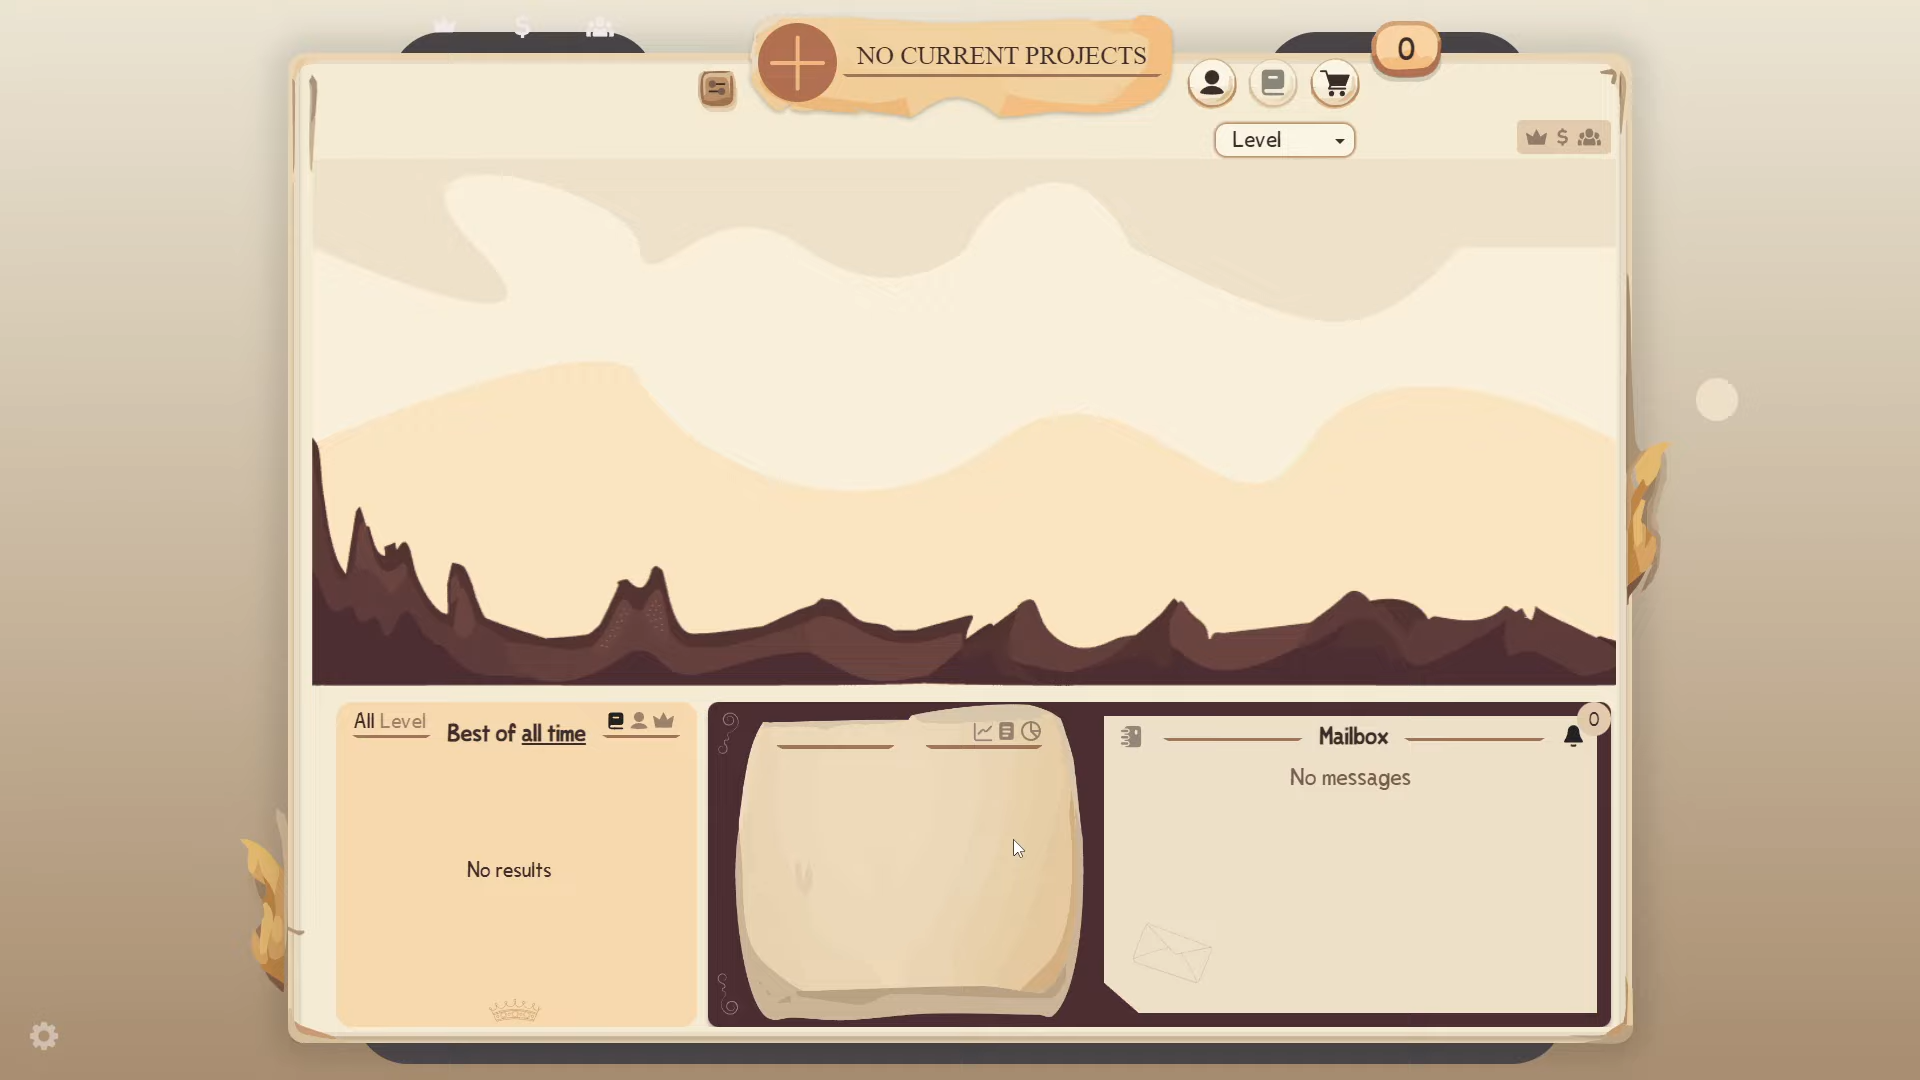 NO CURRENT PROJECTS
0
Level
All Level
Best of all time
No results
Mailbox
0
No messages